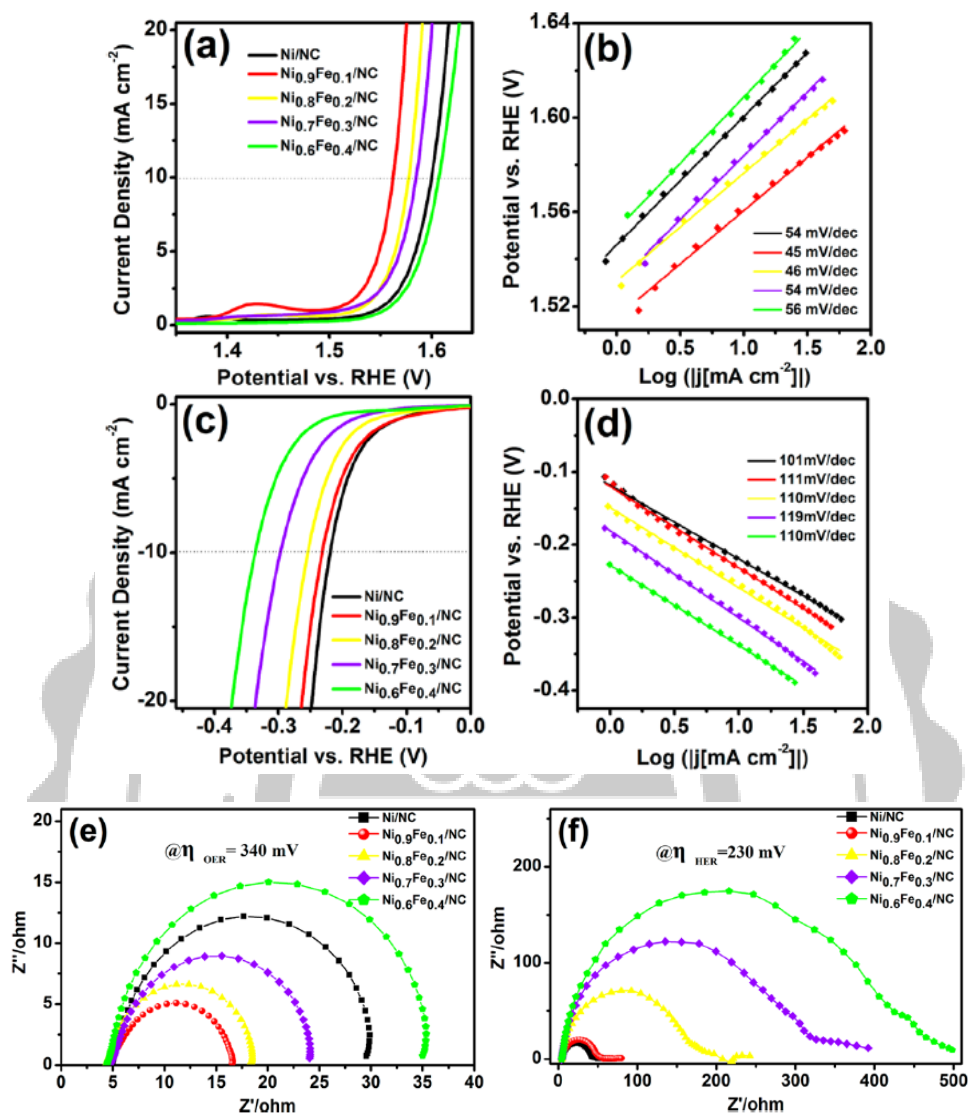 (a)
Ni/NC
Ni0.9Fe0.1/NC
Ni0.8Fe0.2/NC
Ni0.7Fe0.3/NC
Ni0.6Fe0.4/NC
Current Density (mA cm-2)
20
15
10
5
0
1.4 1.5 1.6
Potential vs. RHE (V)
(b)
Potential vs. RHE (V)
1.64
1.60
1.56
1.52
54 mV/dec
45 mV/dec
46 mV/dec
54 mV/dec
56 mV/dec
0.0 0.5 1.0 1.5 2.0
Log (|j[mA cm-2]|)
(c)
Current Density (mA cm-2)
0
-10
-20
Ni/NC
Ni0.9Fe0.1/NC
Ni0.8Fe0.2/NC
Ni0.7Fe0.3/NC
Ni0.6Fe0.4/NC
-0.4 -0.3 -0.2 -0.1 0.0
Potential vs. RHE (V)
(d)
Potential vs. RHE (V)
0.0
-0.1
-0.2
-0.3
-0.4
101mV/dec
111mV/dec
110mV/dec
119mV/dec
110mV/dec
0.0 0.5 1.0 1.5 2.0
Log (|j[mA cm-2]|)
(e)
@η OER = 340 mV
Ni/NC
Ni0.9Fe0.1/NC
Ni0.8Fe0.2/NC
Ni0.7Fe0.3/NC
Ni0.6Fe0.4/NC
Z''/ohm
25
20
15
10
5
0
0 5 10 15 20 25 30 35 40
Z'/ohm
(f)
@η HER =230 mV
Ni/NC
Ni0.9Fe0.1/NC
Ni0.8Fe0.2/NC
Ni0.7Fe0.3/NC
Ni0.6Fe0.4/NC
Z''/ohm
250
200
150
100
50
0
0 100 200 300 400 500
Z'/ohm